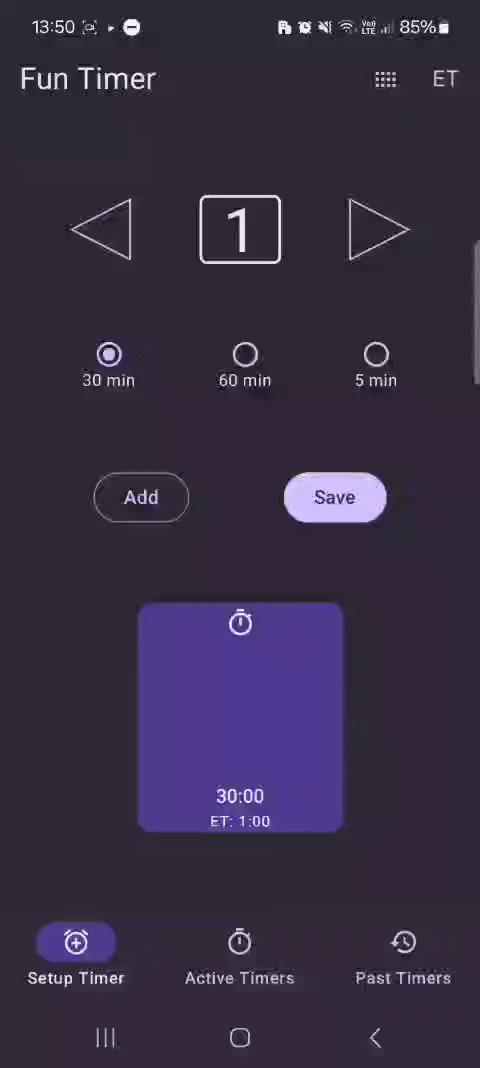 13:50 85%
Fun Timer ET
1
30 min 60 min 5 min
Add Save
30:00
ET: 1:00
Setup Timer Active Timers Past Timers